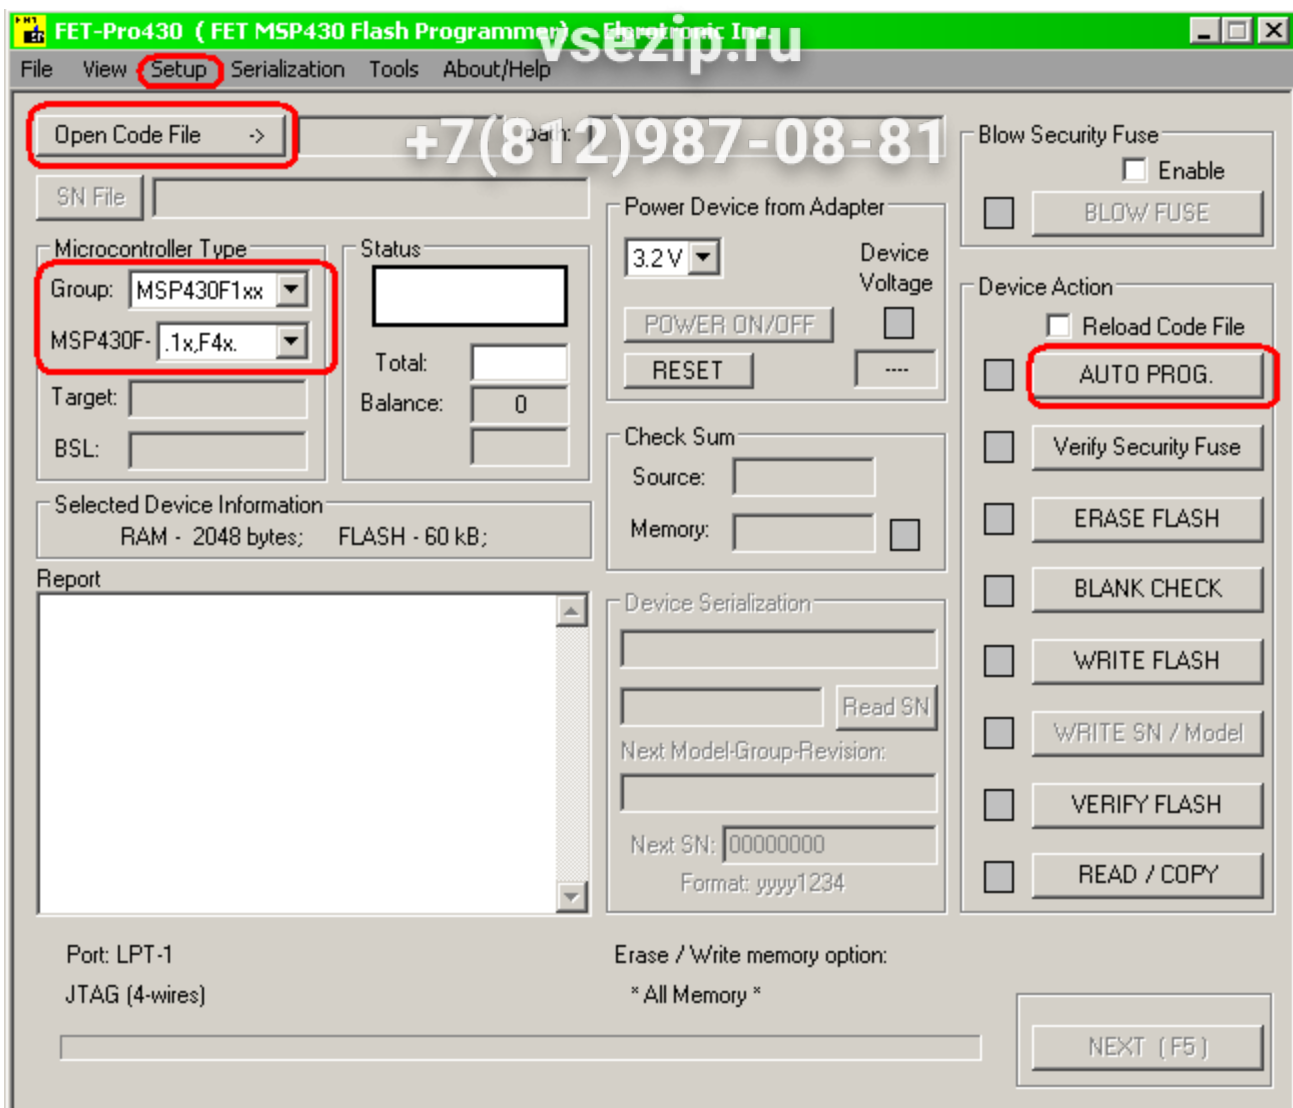 FET-Pro430 ( FET MSP430 Flash Programmer) - Elprotronic Inc.
vsezip.ru
File View Setup Serialization Tools About/Help
Open Code File -> path:
+7(812)987-08-81
SN File
Microcontroller Type
Group: MSP430F1xx
MSP430F- .1x,F4x.
Target:
BSL:
Status
Total:
Balance: 0
Selected Device Information
RAM - 2048 bytes; FLASH - 60 kB;
Report
Power Device from Adapter
3.2 V
Device
Voltage
POWER ON/OFF
RESET ----
Check Sum
Source:
Memory:
Device Serialization
Read SN
Next Model-Group-Revision:
Next SN: 00000000
Format: yyyy1234
Blow Security Fuse
Enable
BLOW FUSE
Device Action
Reload Code File
AUTO PROG.
Verify Security Fuse
ERASE FLASH
BLANK CHECK
WRITE FLASH
WRITE SN / Model
VERIFY FLASH
READ / COPY
Port: LPT-1
JTAG (4-wires)
Erase / Write memory option:
* All Memory *
NEXT ( F5 )